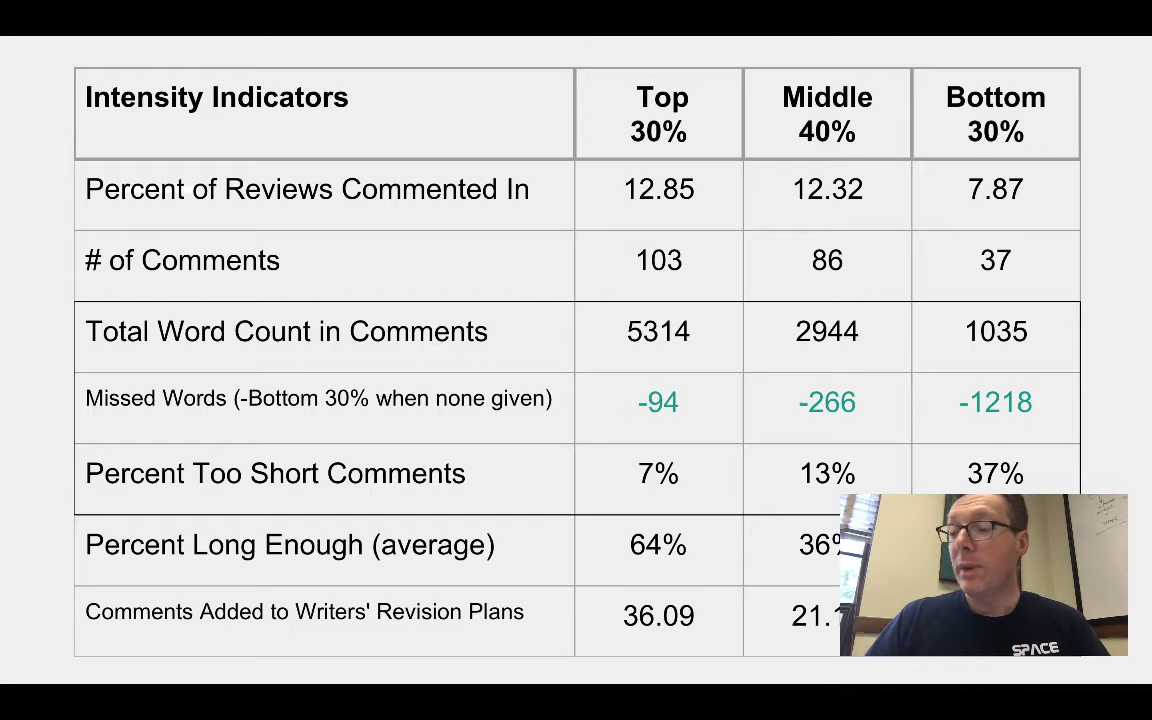 Intensity Indicators Top Middle Bottom
30% 40% 30%
Percent of Reviews Commented In 12.85 12.32 7.87
# of Comments 103 86 37
Total Word Count in Comments 5314 2944 1035
Missed Words (-Bottom 30% when none given) -94 -266 -1218
Percent Too Short Comments 7% 13% 37%
Percent Long Enough (average) 64% 36%
Comments Added to Writers' Revision Plans 36.09
SPACE